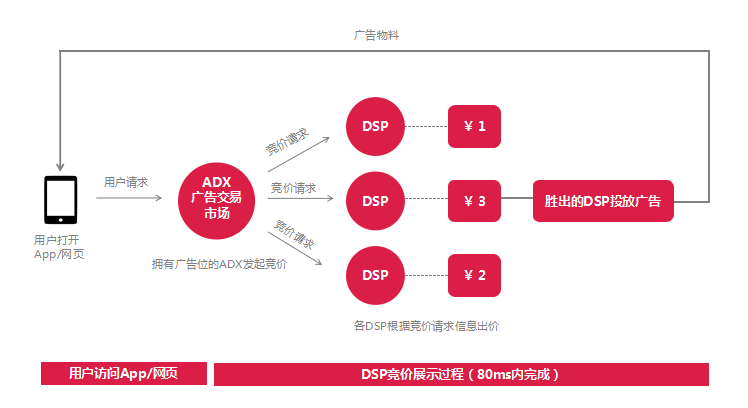 广告物料
用户请求
用户打开
App/网页
ADX
广告交易
市场
拥有广告位的ADX发起竞价
竞价请求
DSP
￥ 1
竞价请求
DSP
￥ 3
胜出的DSP投放广告
竞价请求
DSP
￥ 2
各DSP根据竞价请求信息出价
用户访问App/网页
DSP竞价展示过程（80ms内完成）